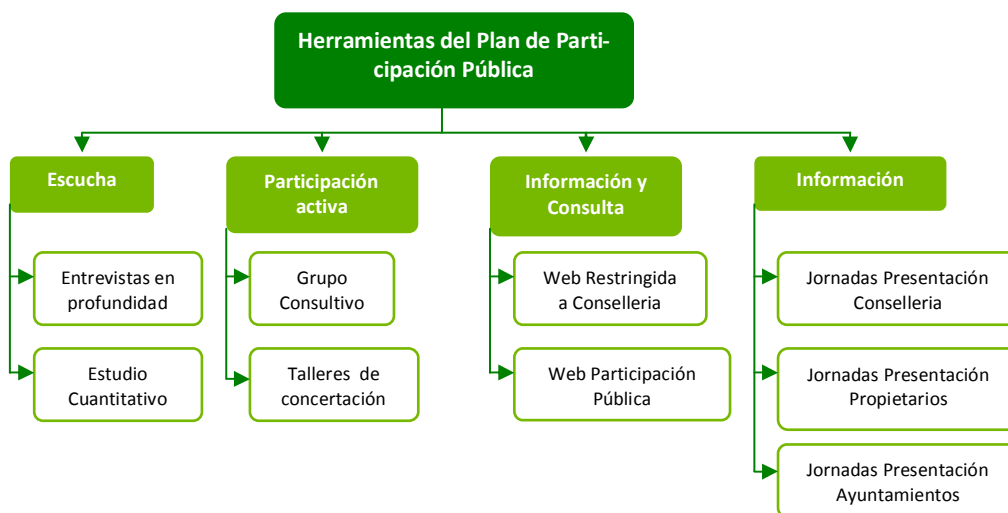 Herramientas del Plan de Parti-
cipación Pública
Escucha
Entrevistas en
profundidad
Estudio
Cuantitativo
Participación
activa
Grupo
Consultivo
Talleres de
concertación
Información y
Consulta
Web Restringida
a Conselleria
Web Participación
Pública
Información
Jornadas Presentación
Conselleria
Jornadas Presentación
Propietarios
Jornadas Presentación
Ayuntamientos